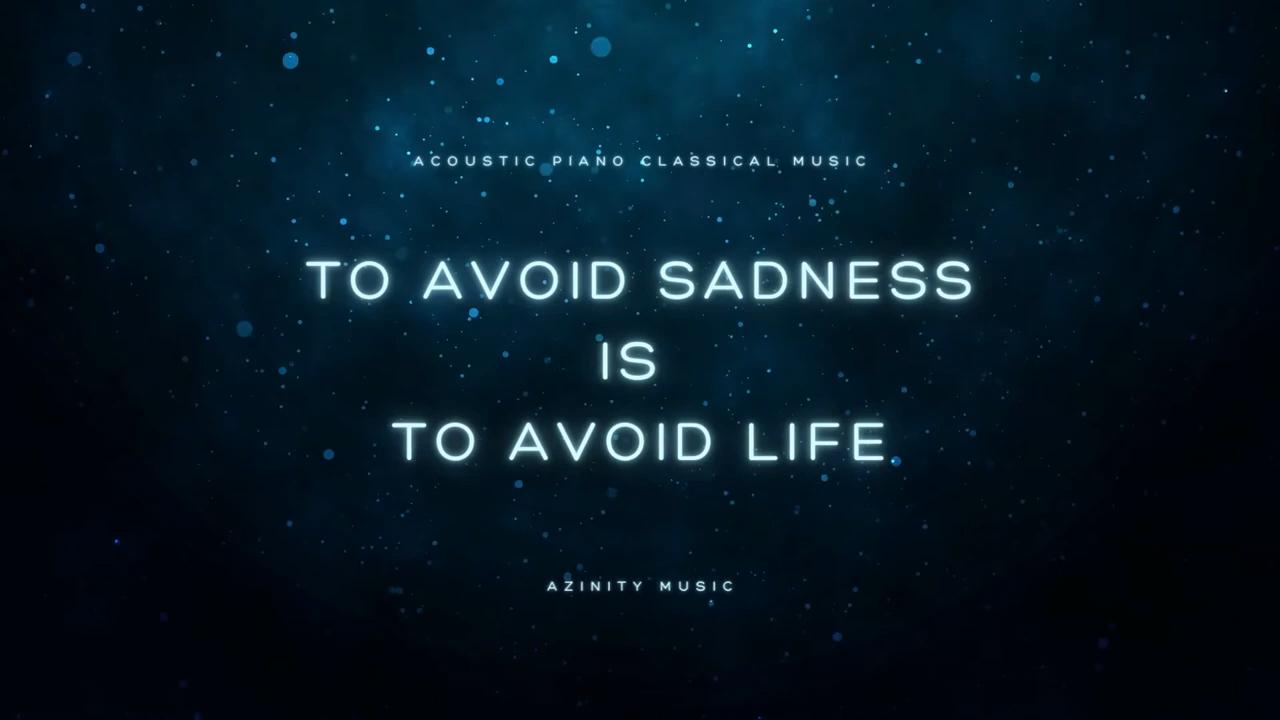 ACOUSTIC PIANO CLASSICAL MUSIC
TO AVOID SADNESS
IS
TO AVOID LIFE
AZINITY MUSIC